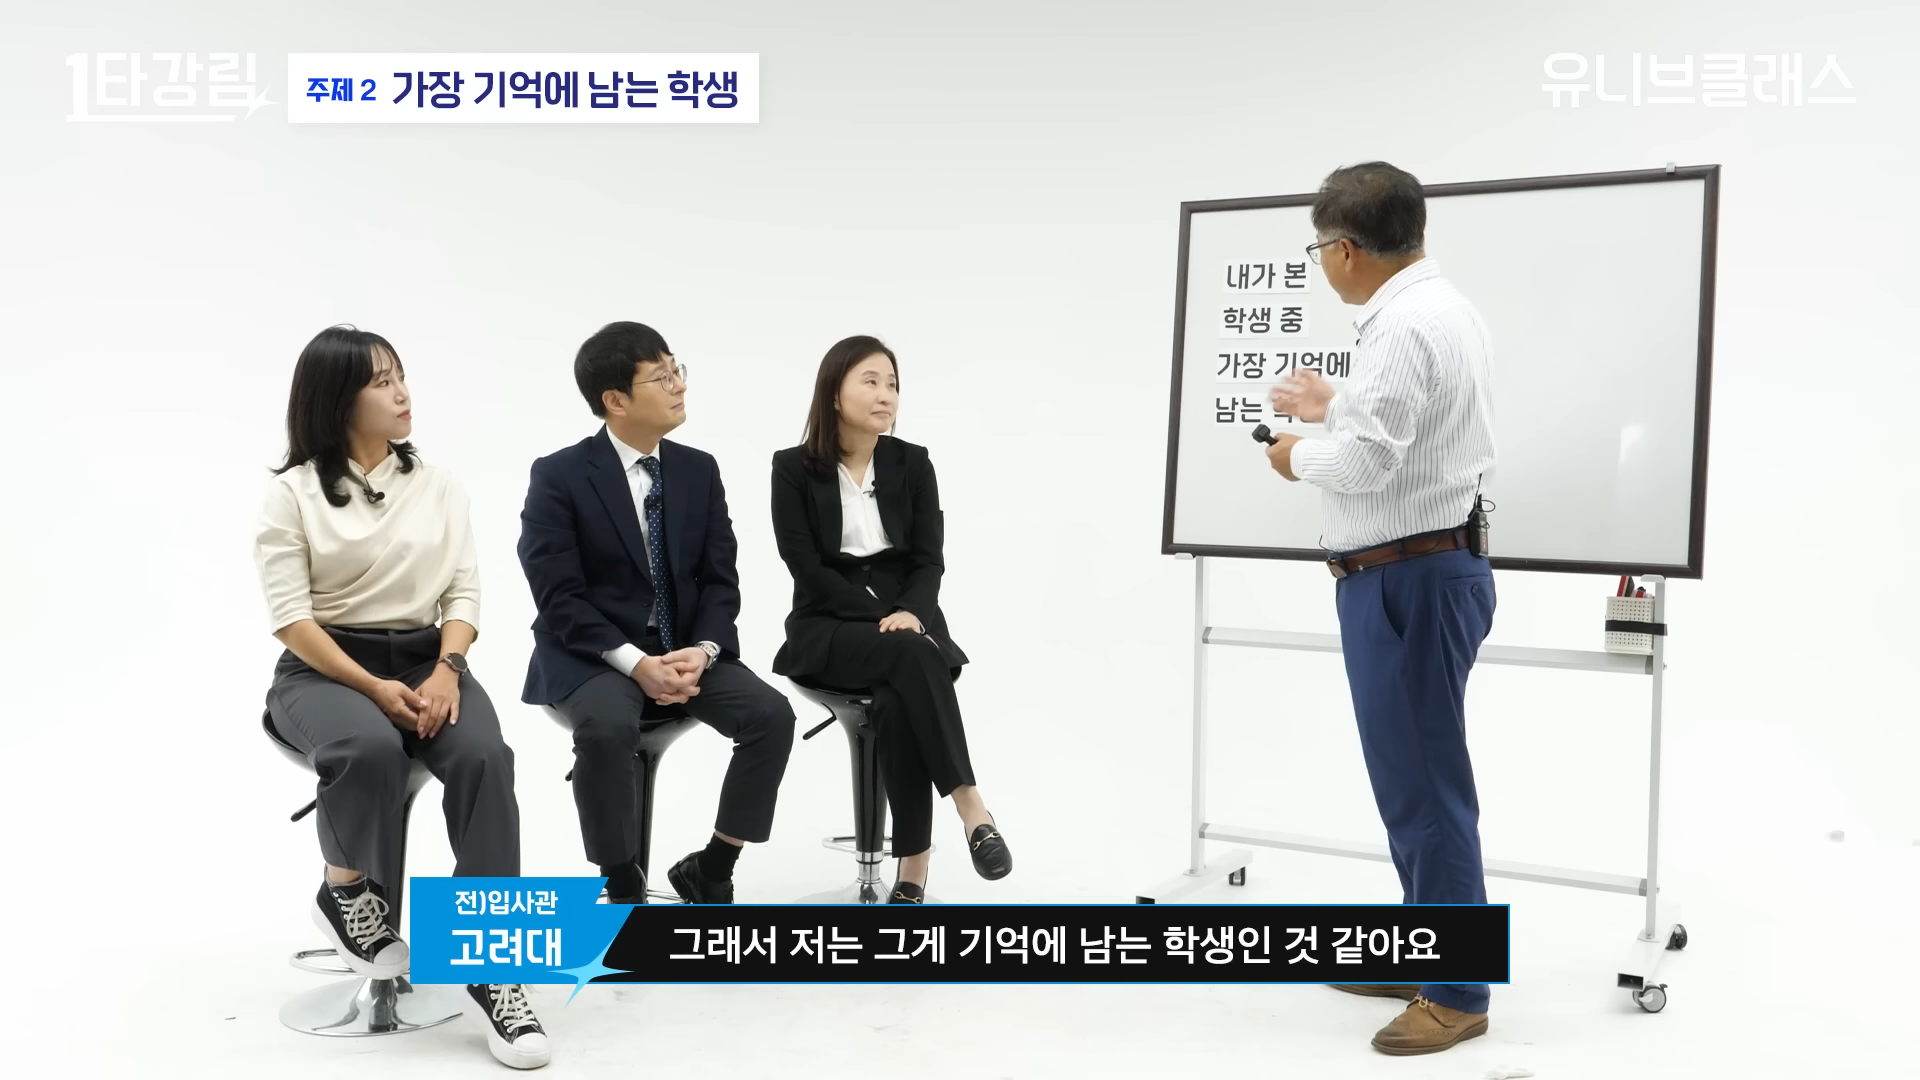 1타강림
주제 2 가장 기억에 남는 학생
유니브클래스
내가 본
학생 중
가장 기억에
남는
전)입사관
고려대
그래서 저는 그게 기억에 남는 학생인 것 같아요